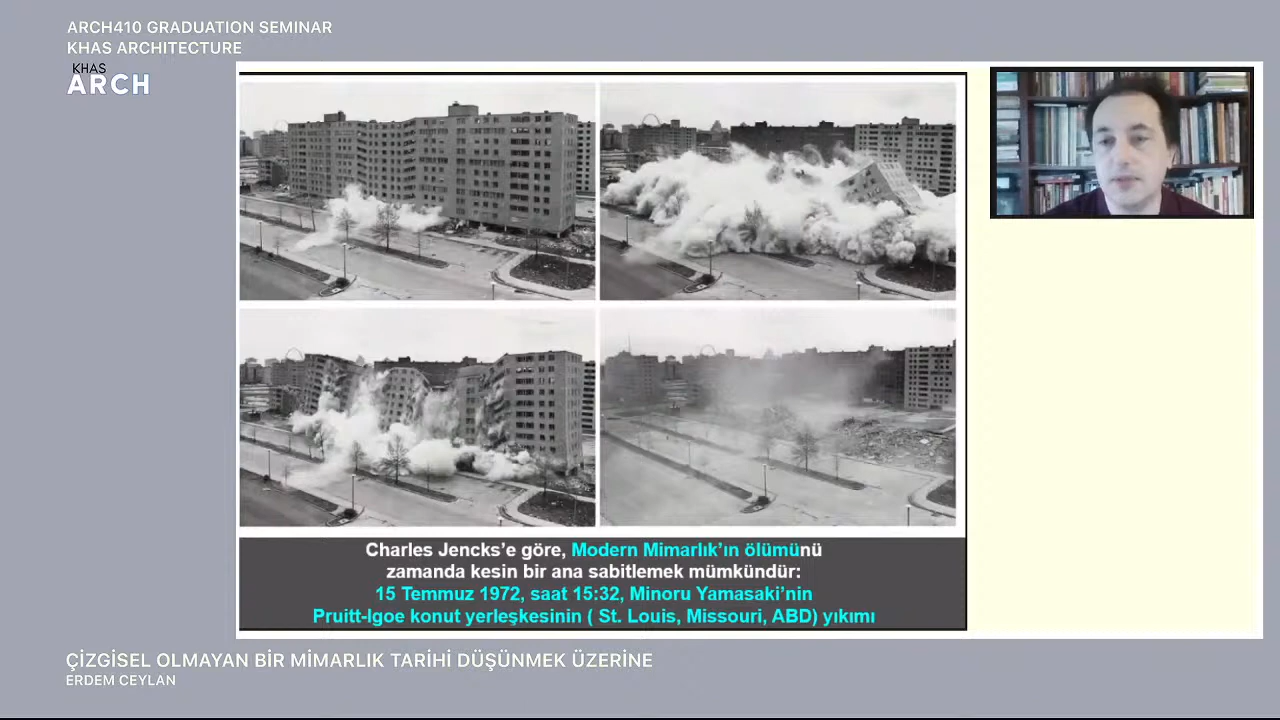 ARCH410 GRADUATION SEMINAR
KHAS ARCHITECTURE
KHAS
ARCH
Charles Jencks’e göre, Modern Mimarlık’ın ölümünü
zamanda kesin bir ana sabitlemek mümkündür:
15 Temmuz 1972, saat 15:32, Minoru Yamasaki’nin
Pruitt-Igoe konut yerleşkesinin ( St. Louis, Missouri, ABD) yıkımı
ÇİZGİSEL OLMAYAN BİR MİMARLIK TARİHİ DÜŞÜNMEK ÜZERİNE
ERDEM CEYLAN